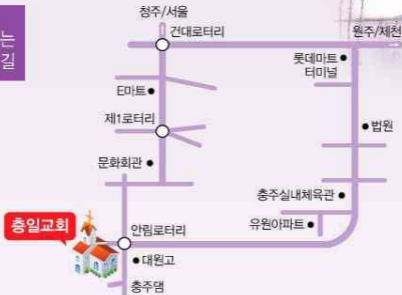 는
길
청주/서울
건대로터리
원주/제천
롯데마트
터미널
E마트
제1로터리
법원
문화회관
충주실내체육관
유원아파트
충일교회
안림로터리
대원고
충주댐